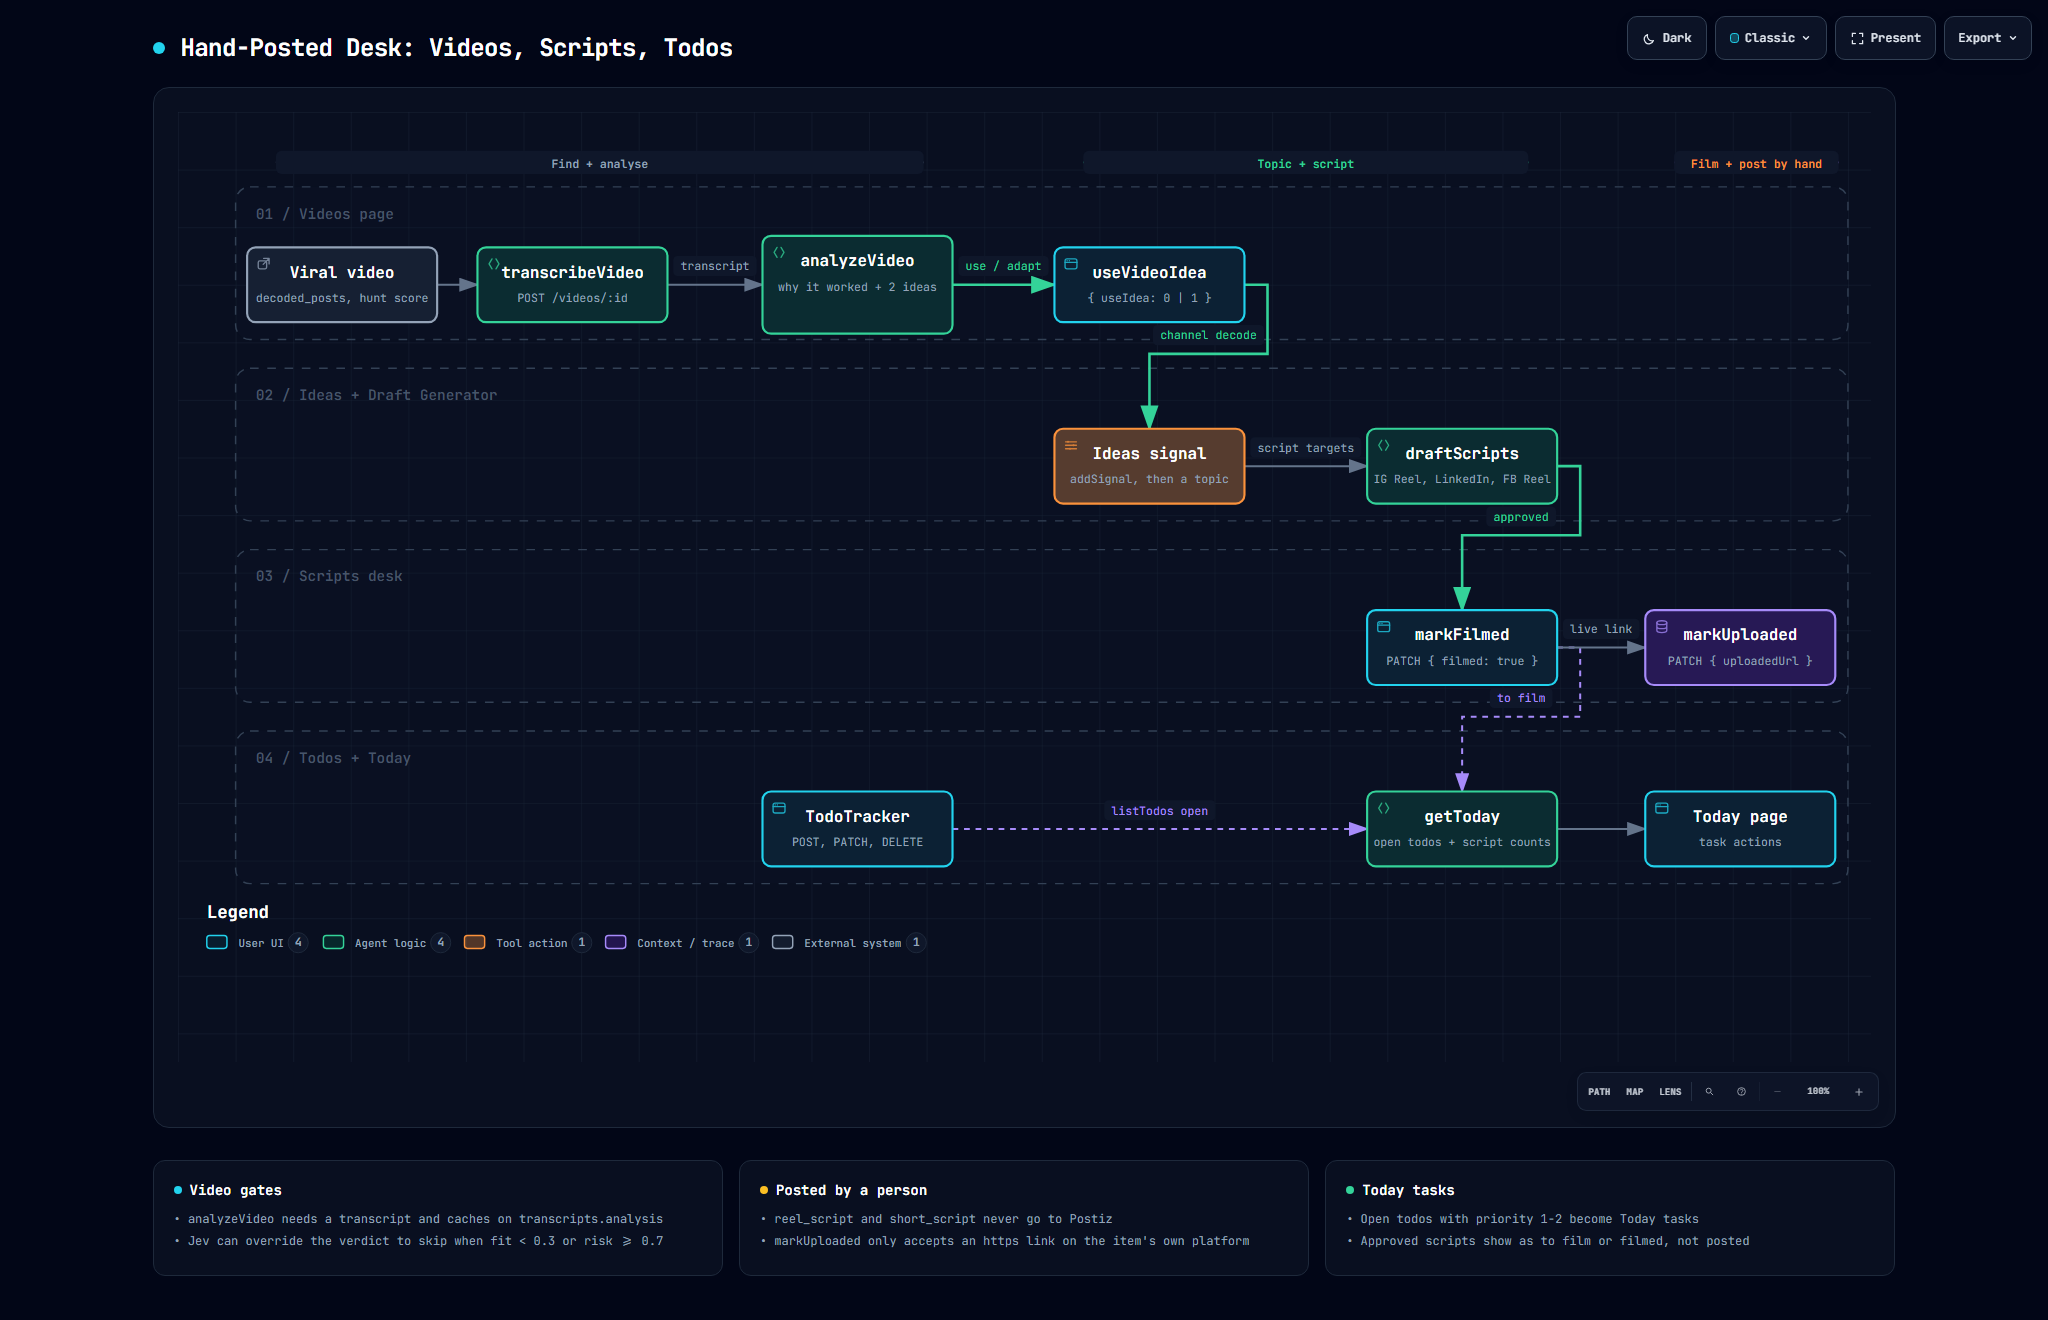 Hand-Posted Desk: Videos, Scripts, Todos
Dark
Classic
Present
Export
Find + analyse
Topic + script
Film + post by hand
01 / Videos page
Viral video
decoded_posts, hunt score
transcribeVideo
POST /videos/:id
transcript
analyzeVideo
why it worked + 2 ideas
use / adapt
useVideoIdea
{ useIdea: 0 | 1 }
channel decode
02 / Ideas + Draft Generator
Ideas signal
addSignal, then a topic
script targets
draftScripts
IG Reel, LinkedIn, FB Reel
approved
03 / Scripts desk
markFilmed
PATCH { filmed: true }
live link
markUploaded
PATCH { uploadedUrl }
to film
04 / Todos + Today
TodoTracker
POST, PATCH, DELETE
listTodos open
getToday
open todos + script counts
Today page
task actions
Legend
User UI 4
Agent logic 4
Tool action 1
Context / trace 1
External system 1
PATH MAP LENS
100%
Video gates
• analyzeVideo needs a transcript and caches on transcripts.analysis
• Jev can override the verdict to skip when fit < 0.3 or risk ⩾ 0.7
Posted by a person
• reel_script and short_script never go to Postiz
• markUploaded only accepts an https link on the item's own platform
Today tasks
• Open todos with priority 1-2 become Today tasks
• Approved scripts show as to film or filmed, not posted